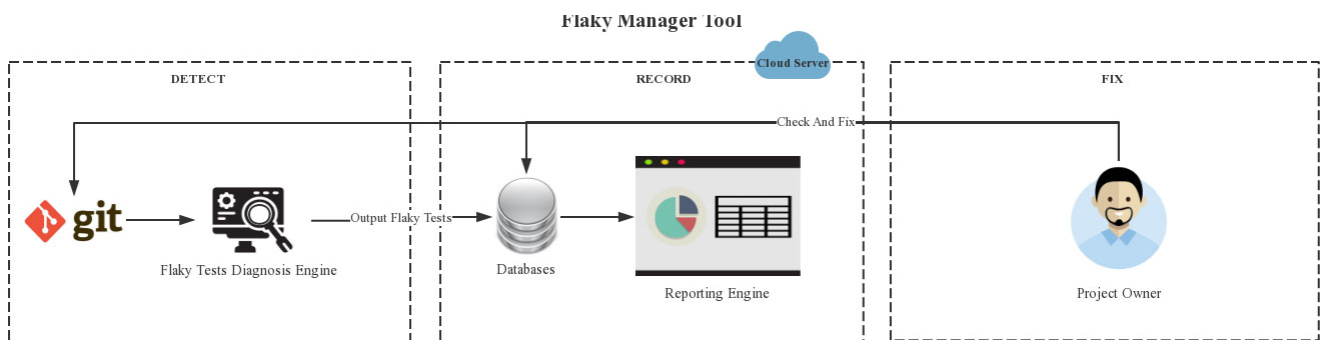 Flaky Manager Tool
DETECT
RECORD
Cloud Server
FIX
Check And Fix
git
Output Flaky Tests
Flaky Tests Diagnosis Engine
Databases
Reporting Engine
Project Owner